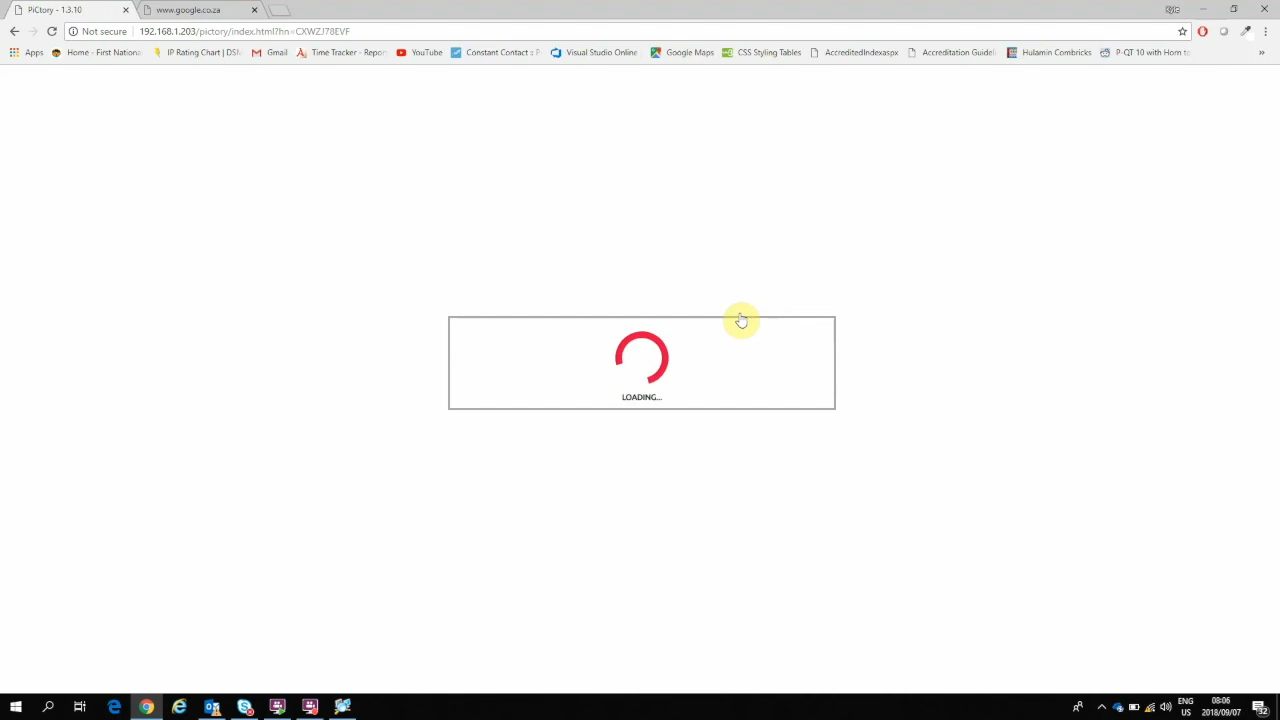 PiCtory - 1.3.10
www.google.co.za
Not secure
192.168.1.203/pictory/index.html?hn=CXWZJ78EVF
Apps
Home - First National
IP Rating Chart | DSM
Gmail
Time Tracker - Report
YouTube
Constant Contact : P
Visual Studio Online
Google Maps
CSS Styling Tables
AccreditedIndexaspx
Accreditation Guideli
Hulamin Combricks
P-QT 10 with Horn to
»
LOADING...
ENG
US
08:06
2018/09/07